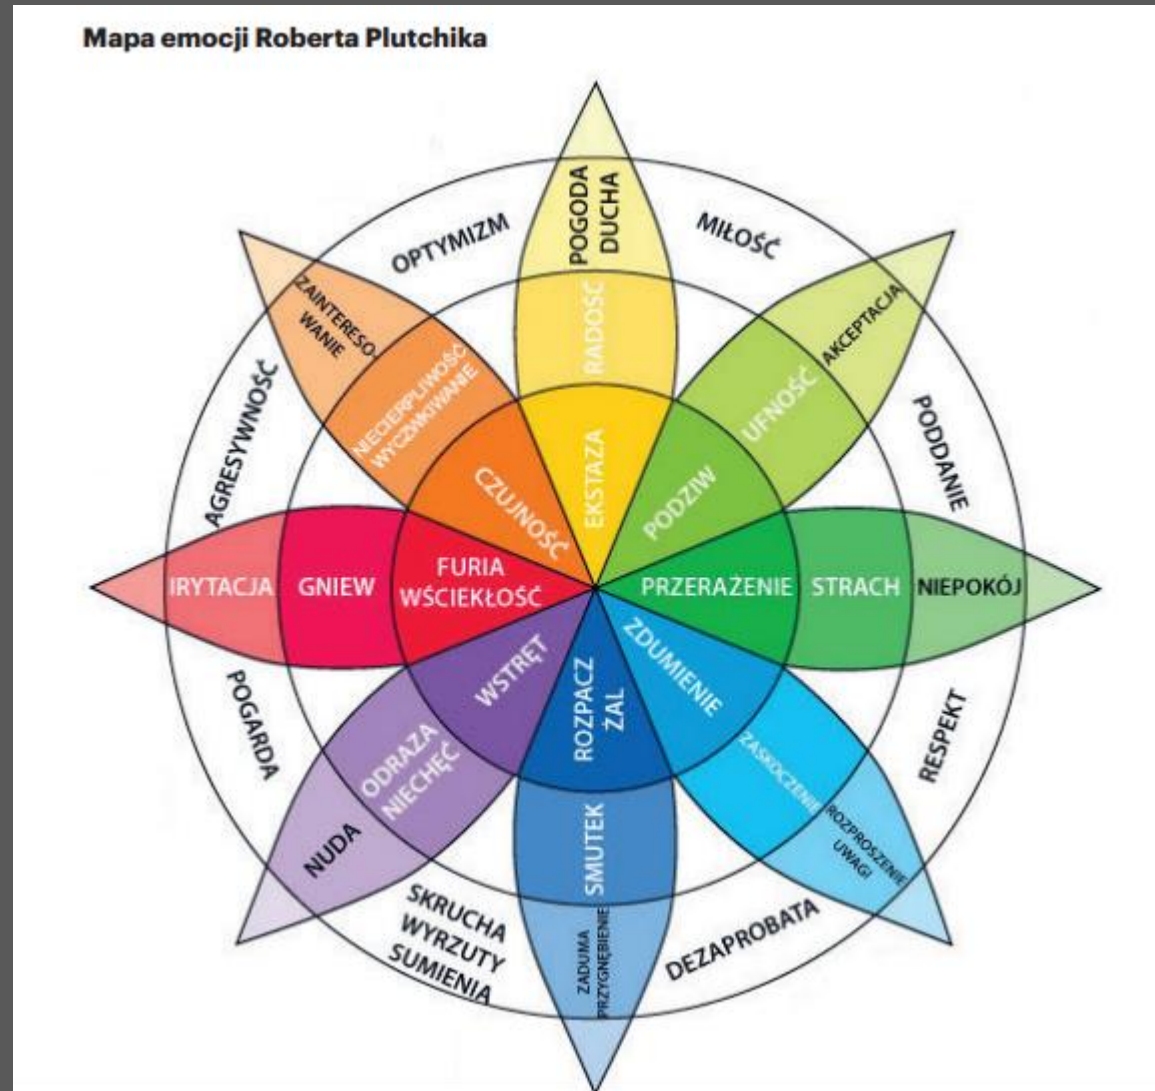 Mapa emocji Roberta Plutchika
POGODA
DUCHA
RADOŚĆ
EKSTAZA
MIŁOŚĆ
AKCEPTACJA
UFNOŚĆ
PODZIW
PODDANIE
NIEPOKÓJ
STRACH
PRZERAŻENIE
RESPEKT
ROZPROSZENIE
UWAGI
ZASKOCZENIE
ZDUMIENIE
DEZAPROBATA
ZADUMA
PRZYGNĘBIENIE
SMUTEK
ROZPACZ
ŻAL
SKRUCHA
WYRZUTY
SUMIENIA
NUDA
ODRAZA
NIECHĘĆ
WSTRĘT
POGARDA
IRYTACJA
GNIEW
FURIA
WŚCIEKŁOŚĆ
AGRESYWNOŚĆ
ZAINTERESO-
WANIE
NIECIERPLIWOŚĆ
WYCZWKIWANIE
CZUJNOŚĆ
OPTYMIZM